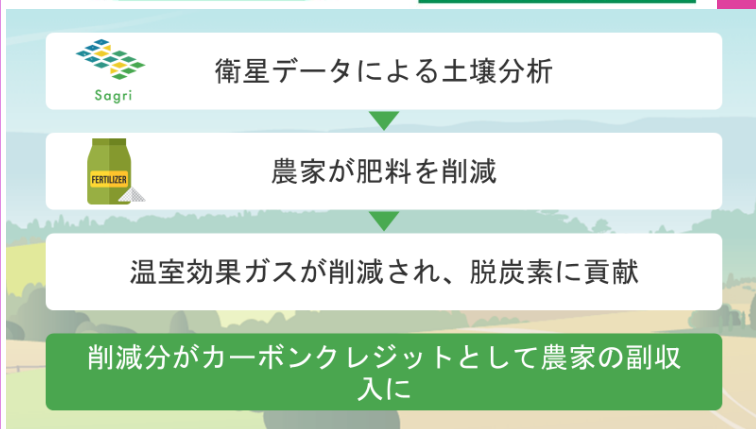 Sagri
衛星データによる土壌分析
FERTILIZER
農家が肥料を削減
温室効果ガスが削減され、脱炭素に貢献
削減分がカーボンクレジットとして農家の副収
入に